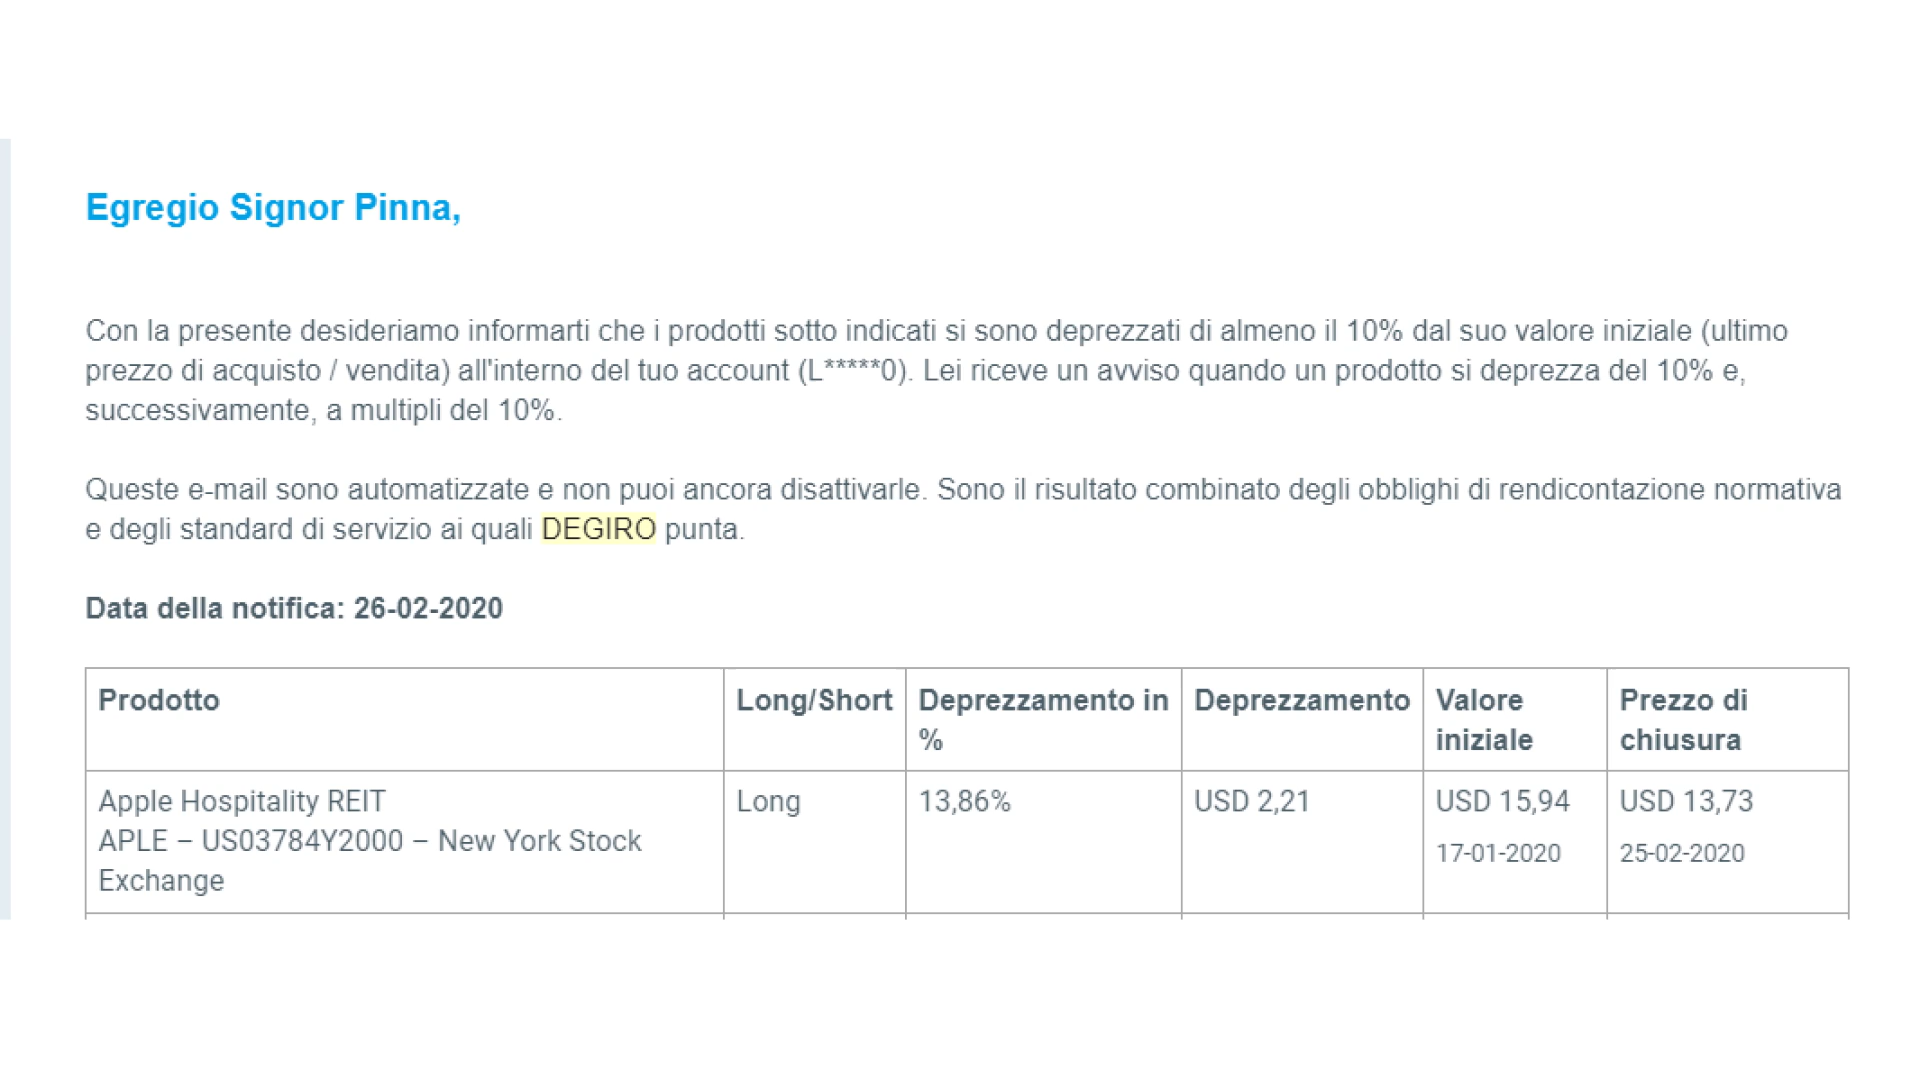 Egregio Signor Pinna,
Con la presente desideriamo informarti che i prodotti sotto indicati si sono deprezzati di almeno il 10% dal suo valore iniziale (ultimo
prezzo di acquisto / vendita) all'interno del tuo account (L*****0). Lei riceve un avviso quando un prodotto si deprezza del 10% e,
successivamente, a multipli del 10%.
Queste e-mail sono automatizzate e non puoi ancora disattivarle. Sono il risultato combinato degli obblighi di rendicontazione normativa
e degli standard di servizio ai quali DEGIRO punta.
Data della notifica: 26-02-2020
Prodotto Long/Short Deprezzamento in % Deprezzamento Valore iniziale Prezzo di chiusura
Apple Hospitality REIT Long 13,86% USD 2,21 USD 15,94 USD 13,73
APLE – US03784Y2000 – New York Stock 17-01-2020 25-02-2020
Exchange